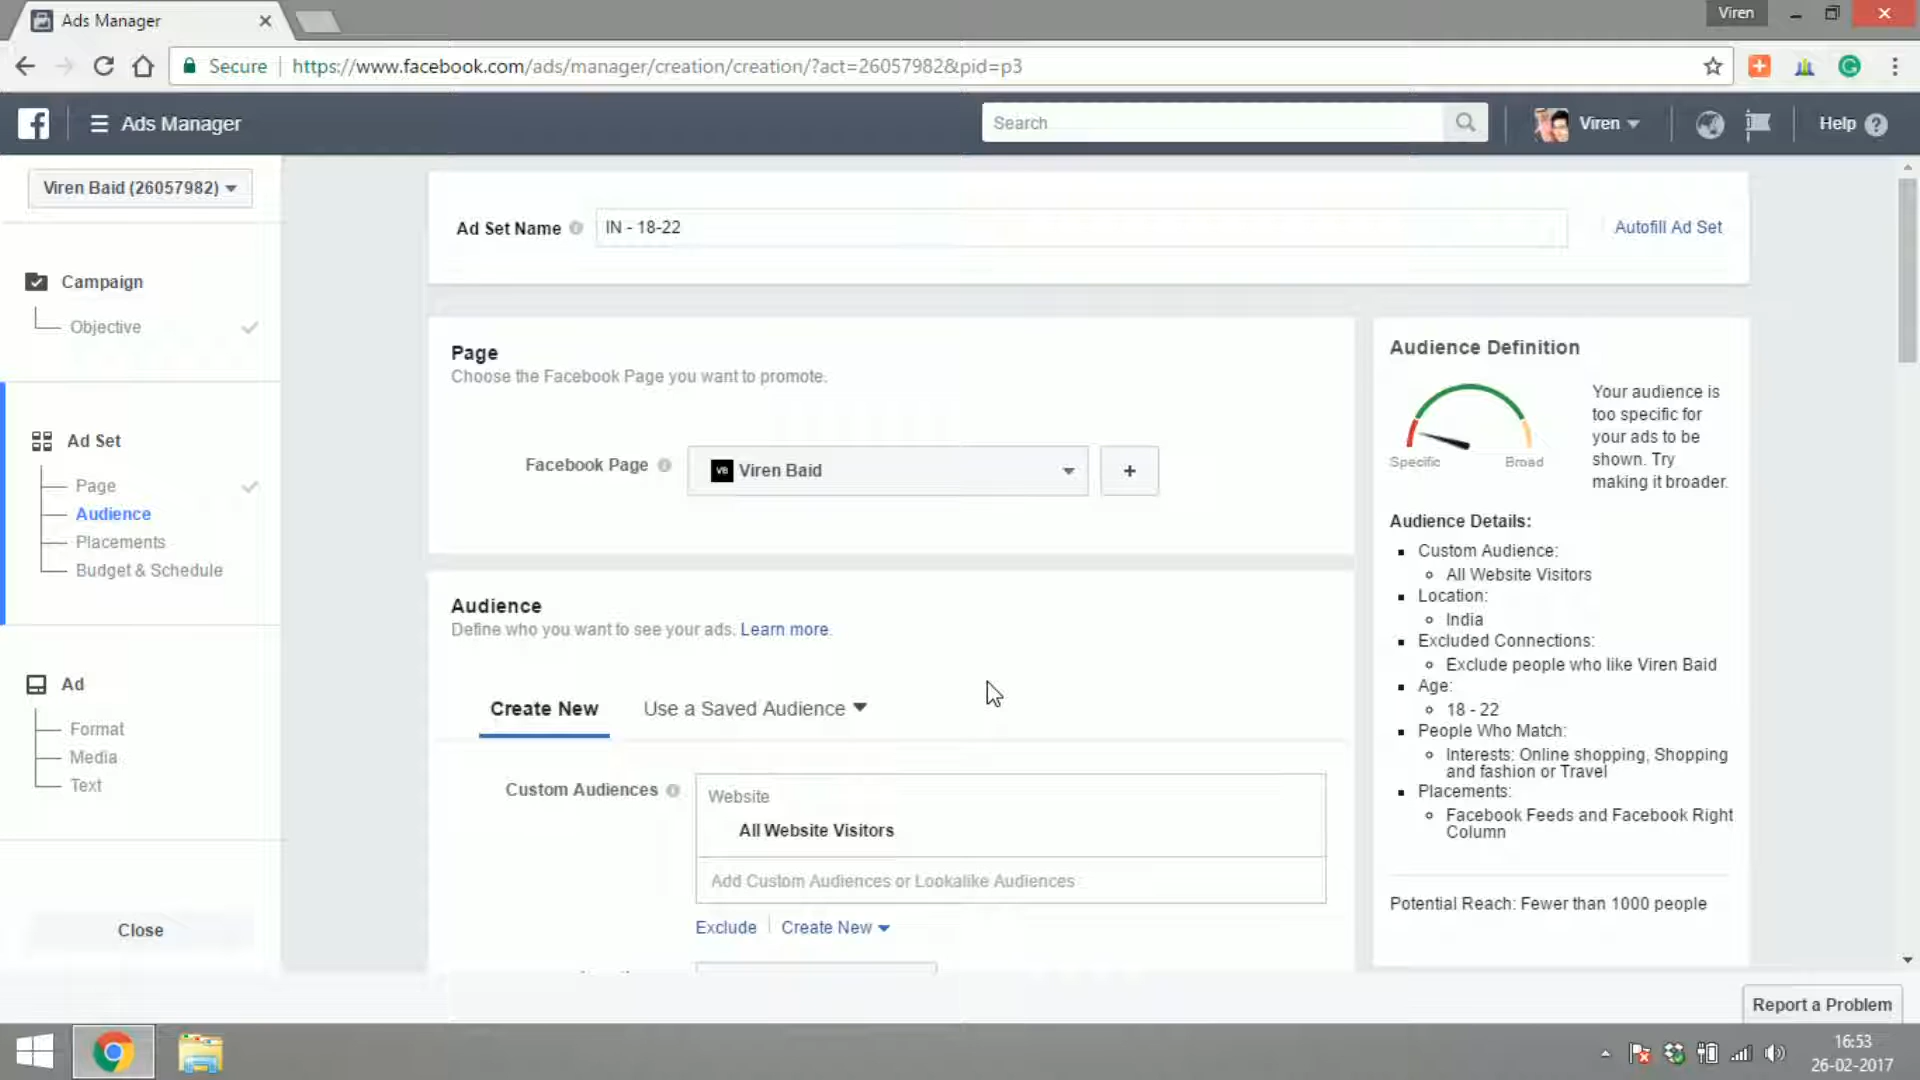 Ads Manager
Viren
Secure
https://www.facebook.com/ads/manager/creation/creation/?act=26057982&pid=p3
Ads Manager
Search
Viren
Help
Viren Baid (26057982)
Campaign
Objective
Ad Set
Page
Audience
Placements
Budget & Schedule
Ad
Format
Media
Text
Close
Ad Set Name
IN - 18-22
Autofill Ad Set
Page
Choose the Facebook Page you want to promote.
Facebook Page
VB
Viren Baid
+
Audience
Define who you want to see your ads. Learn more.
Create New
Use a Saved Audience
Custom Audiences
Website
All Website Visitors
Add Custom Audiences or Lookalike Audiences
Exclude
Create New
Audience Definition
Specific
Broad
Your audience is
too specific for
your ads to be
shown. Try
making it broader.
Audience Details:
Custom Audience:
All Website Visitors
Location:
India
Excluded Connections:
Exclude people who like Viren Baid
Age:
18 - 22
People Who Match:
Interests: Online shopping, Shopping
and fashion or Travel
Placements:
Facebook Feeds and Facebook Right
Column
Potential Reach: Fewer than 1000 people
Report a Problem
16:53
26-02-2017